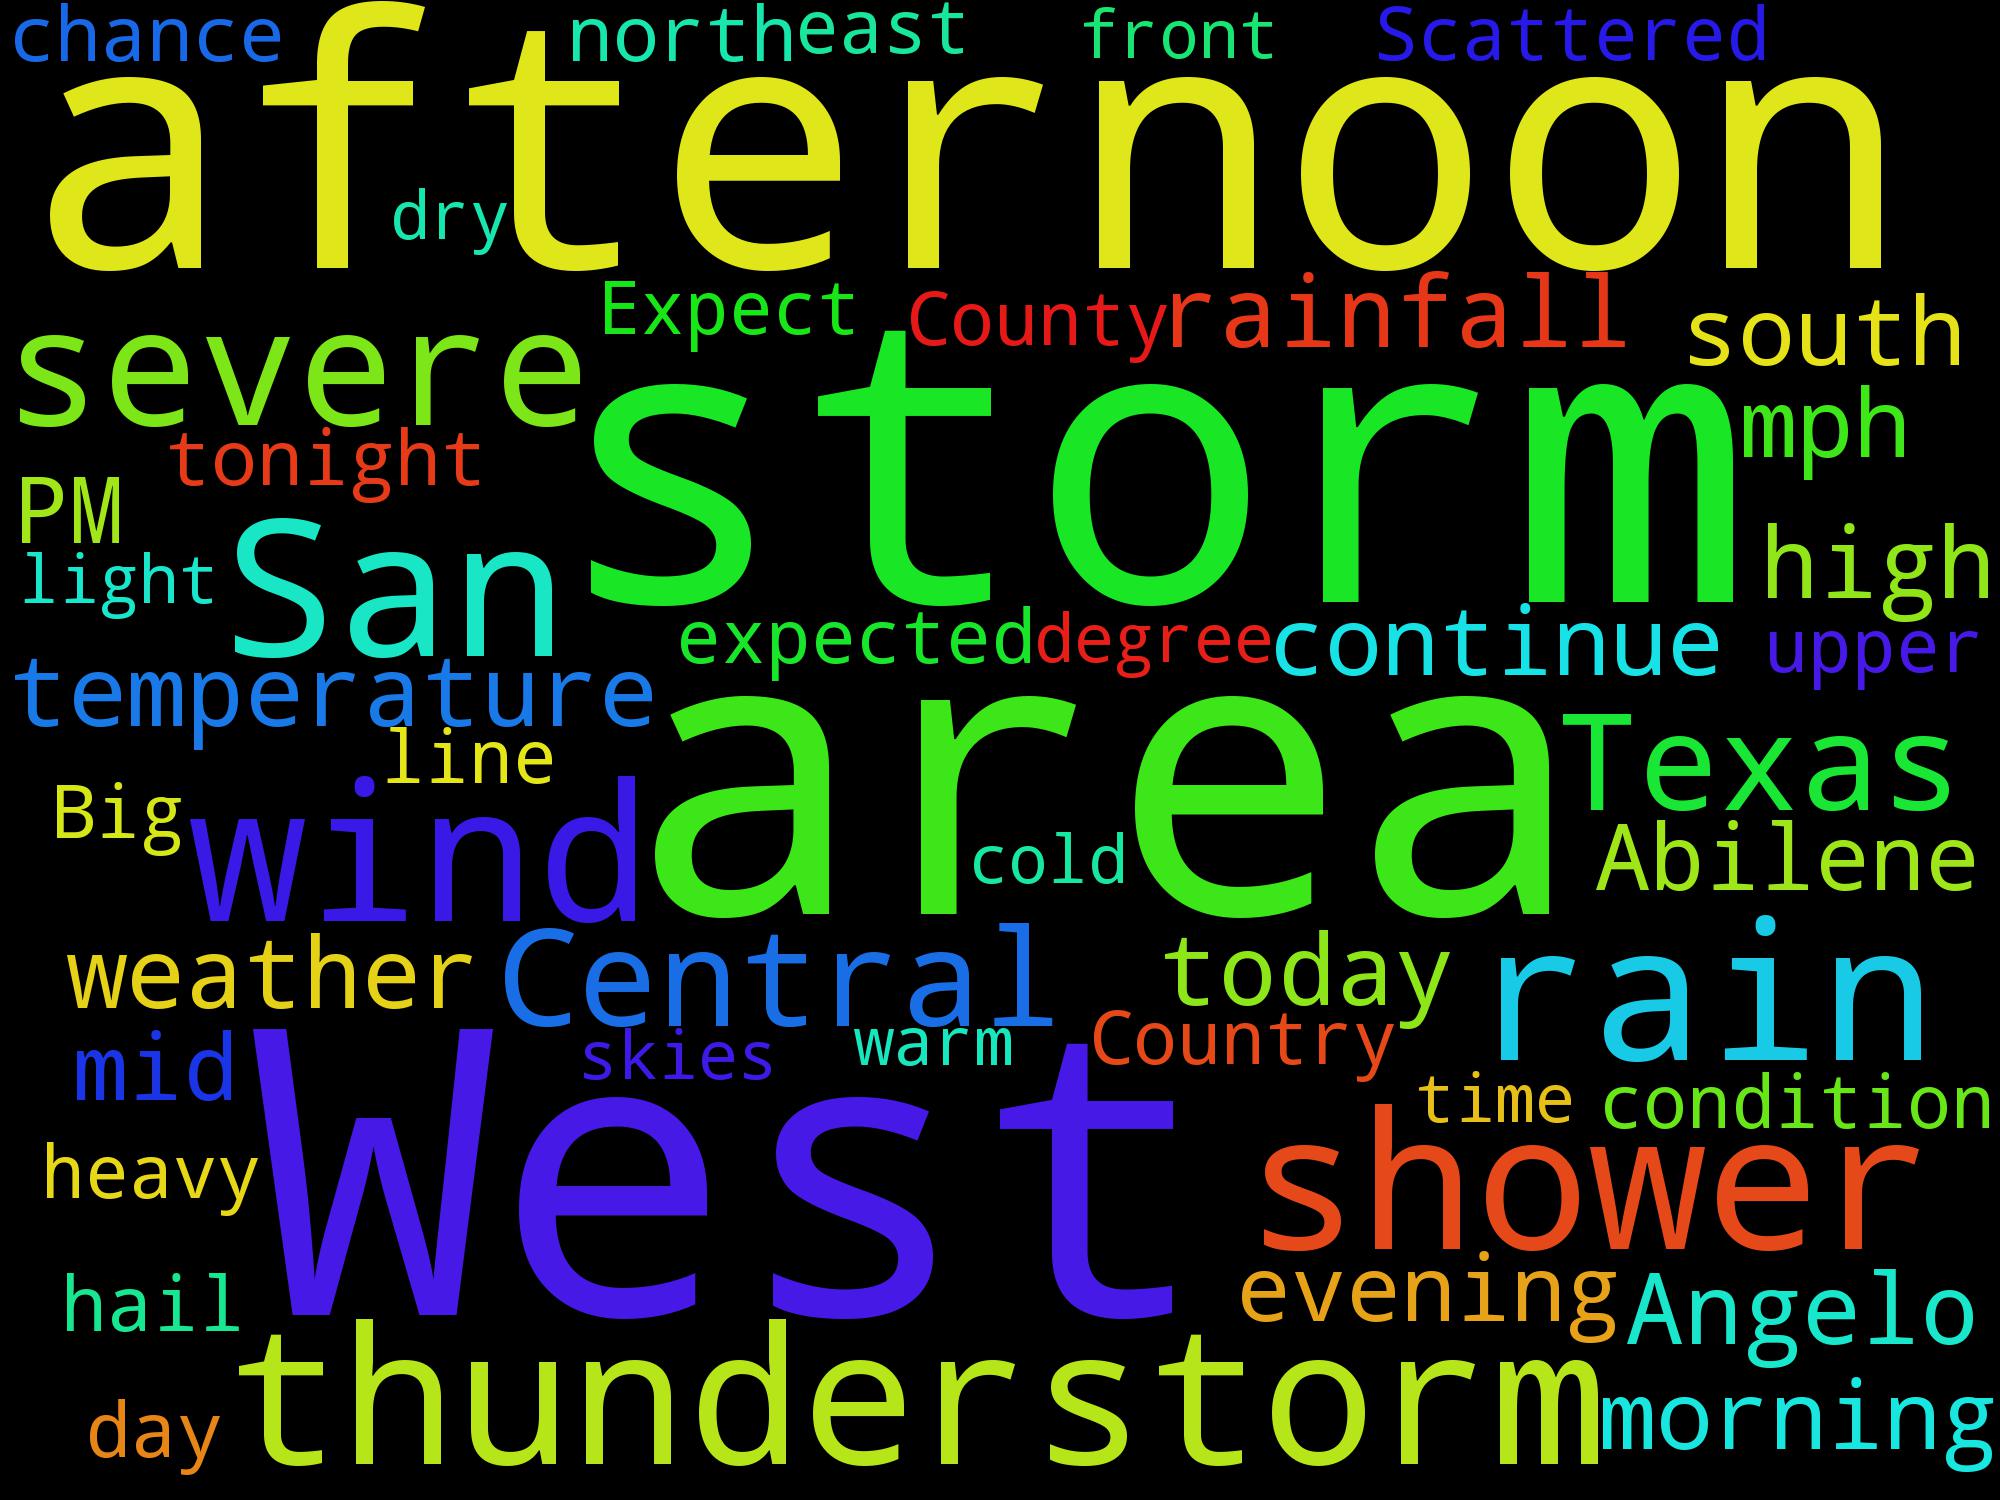 chance northeast front Scattered
afternoon
dry
Expect County rainfall south
severe storm mph
tonight
PM San high
light
expected degree continue upper
temperature area Texas
line
Big wind cold Abilene
weather Central today rain
mid West skies warm Country
time condition
heavy shower
hail evening Angelo
thunderstorm
day morning